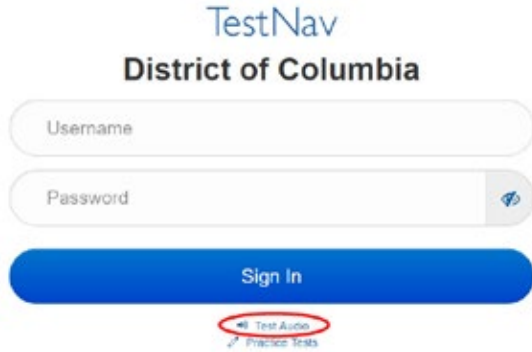 TestNav
District of Columbia
Username
Password
Sign In
Test Audio
Practice Tests